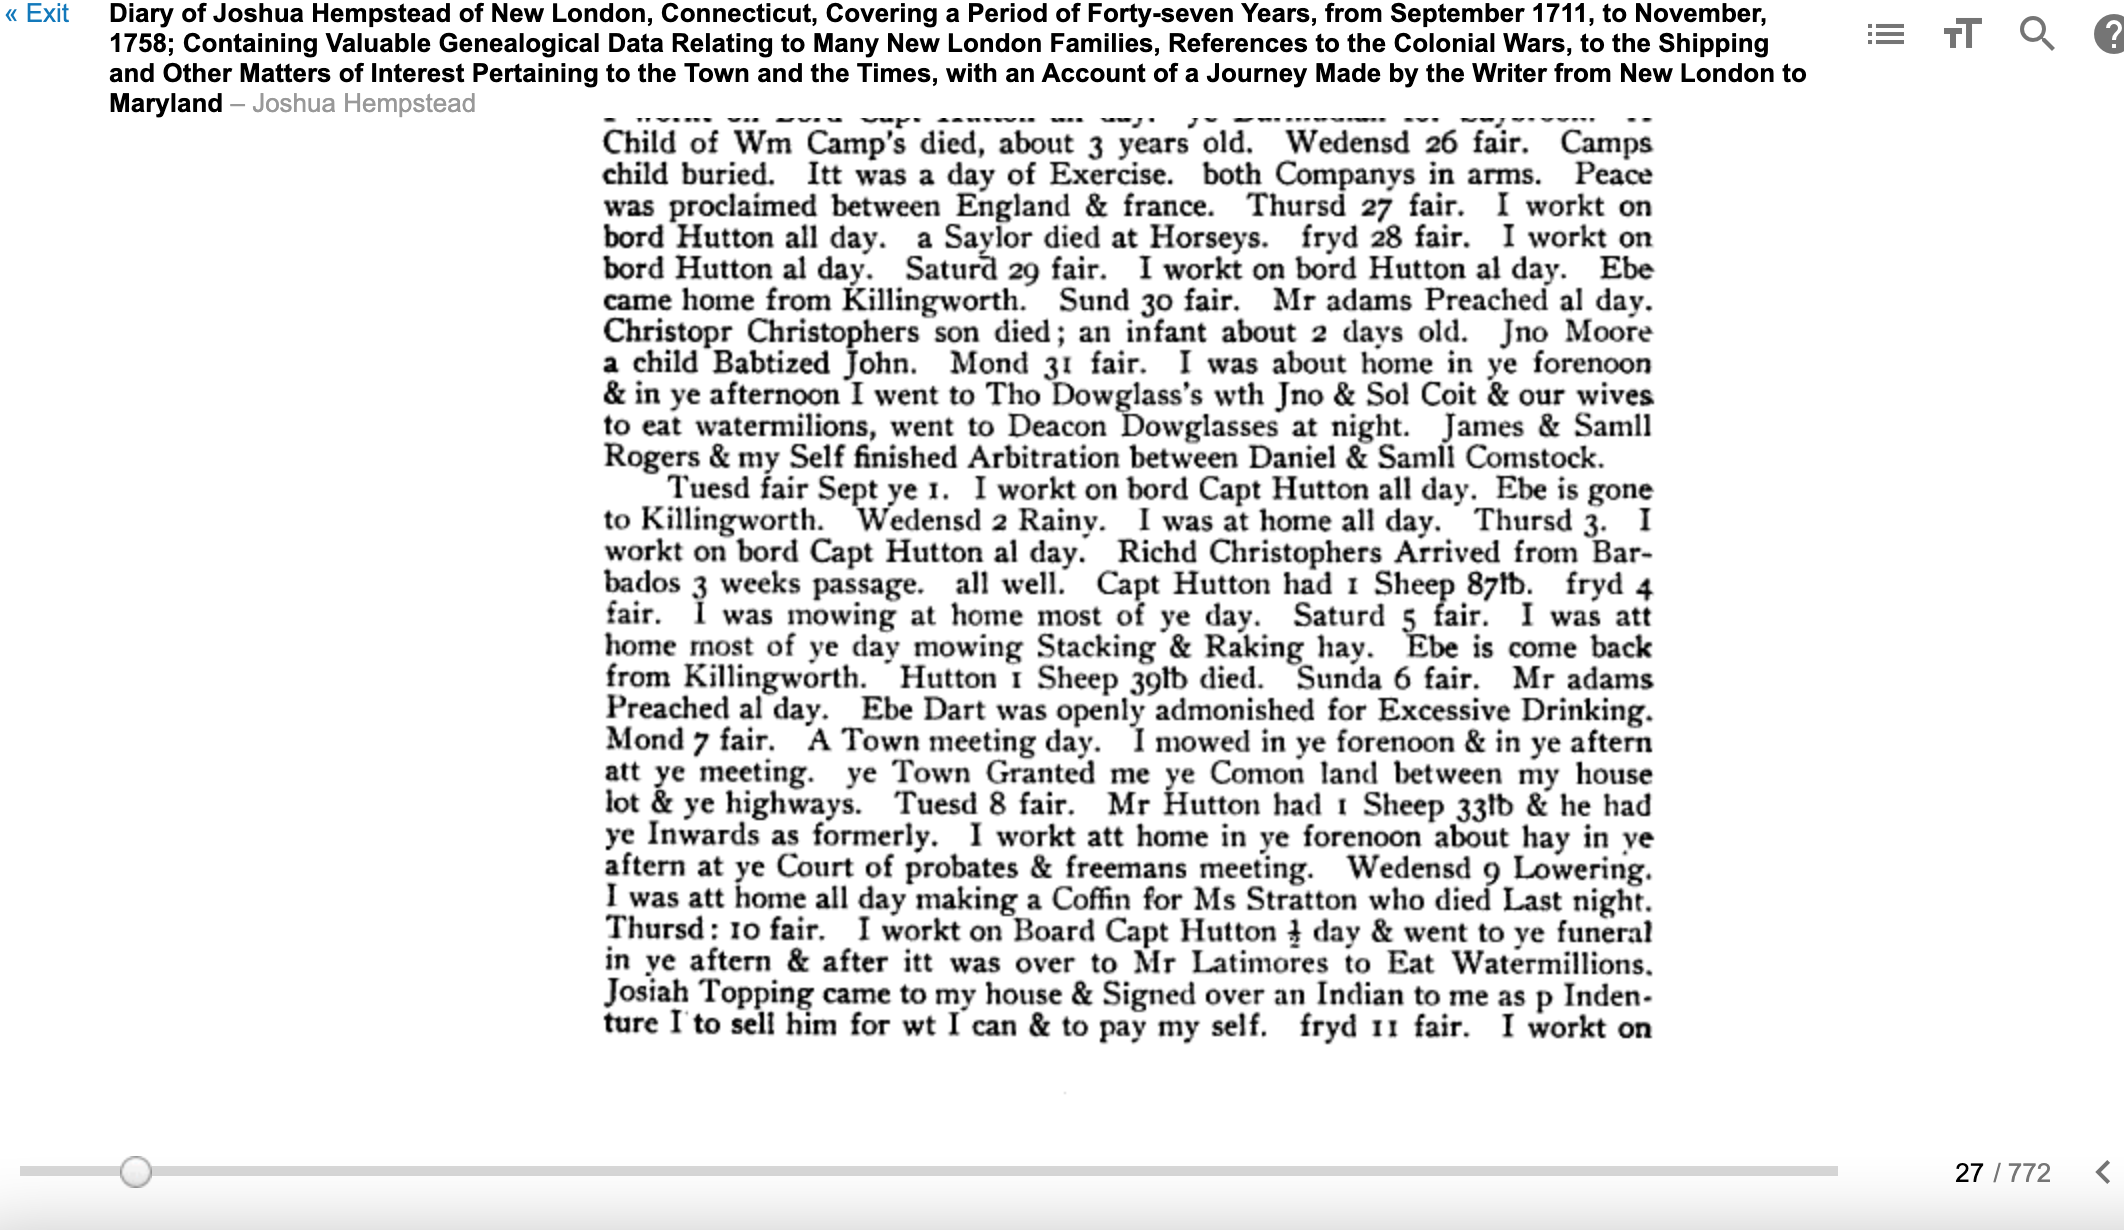 « Exit
Diary of Joshua Hempstead of New London, Connecticut, Covering a Period of Forty-seven Years, from September 1711, to November,
1758; Containing Valuable Genealogical Data Relating to Many New London Families, References to the Colonial Wars, to the Shipping
and Other Matters of Interest Pertaining to the Town and the Times, with an Account of a Journey Made by the Writer from New London to
Maryland – Joshua Hempstead
Child of Wm Camp's died, about 3 years old. Wedensd 26 fair. Camps
child buried. Itt was a day of Exercise. both Companys in arms. Peace
was proclaimed between England & france. Thursd 27 fair. I workt on
bord Hutton all day. a Saylor died at Horseys. fryd 28 fair. I workt on
bord Hutton al day. Saturd 29 fair. I workt on bord Hutton al day. Ebe
came home from Killingworth. Sund 30 fair. Mr adams Preached al day.
Christopr Christophers son died; an infant about 2 days old. Jno Moore
a child Babtized John. Mond 31 fair. I was about home in ye forenoon
& in ye afternoon I went to Tho Dowglass's wth Jno & Sol Coit & our wives
to eat watermilions, went to Deacon Dowglasses at night. James & Samll
Rogers & my Self finished Arbitration between Daniel & Samll Comstock.
Tuesd fair Sept ye 1. I workt on bord Capt Hutton all day. Ebe is gone
to Killingworth. Wedensd 2 Rainy. I was at home all day. Thursd 3. I
workt on bord Capt Hutton al day. Richd Christophers Arrived from Bar-
bados 3 weeks passage. all well. Capt Hutton had 1 Sheep 87℔. fryd 4
fair. I was mowing at home most of ye day. Saturd 5 fair. I was att
home most of ye day mowing Stacking & Raking hay. Ebe is come back
from Killingworth. Hutton 1 Sheep 39℔ died. Sunda 6 fair. Mr adams
Preached al day. Ebe Dart was openly admonished for Excessive Drinking.
Mond 7 fair. A Town meeting day. I mowed in ye forenoon & in ye aftern
att ye meeting. ye Town Granted me ye Comon land between my house
lot & ye highways. Tuesd 8 fair. Mr Hutton had 1 Sheep 33℔ & he had
ye Inwards as formerly. I workt att home in ye forenoon about hay in ye
aftern at ye Court of probates & freemans meeting. Wedensd 9 Lowering.
I was att home all day making a Coffin for Ms Stratton who died Last night.
Thursd: 10 fair. I workt on Board Capt Hutton ½ day & went to ye funeral
in ye aftern & after itt was over to Mr Latimores to Eat Watermillions.
Josiah Topping came to my house & Signed over an Indian to me as p Inden-
ture I to sell him for wt I can & to pay my self. fryd 11 fair. I workt on
27 / 772